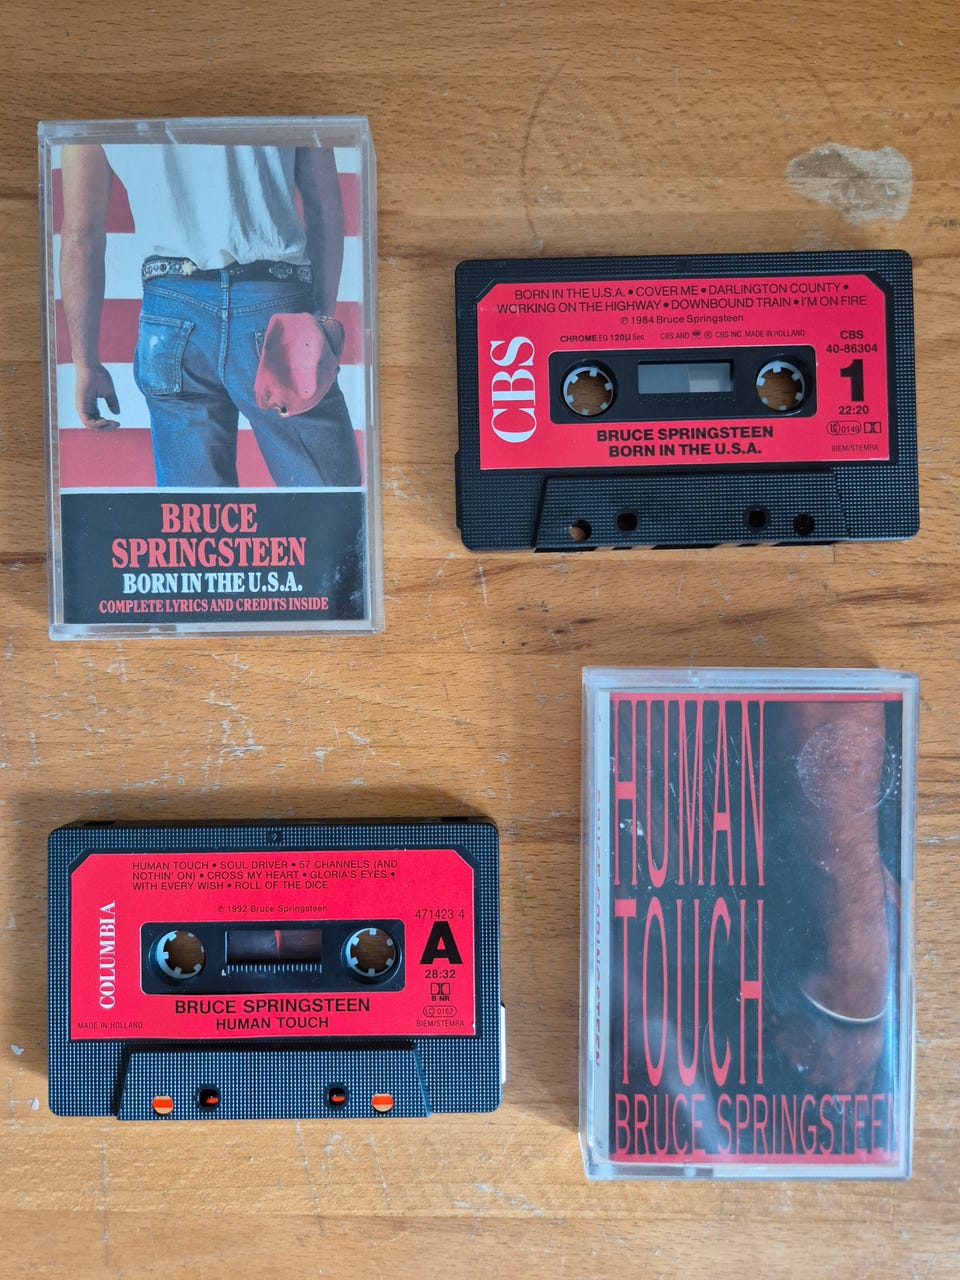 BRUCE
SPRINGSTEEN
BORN IN THE U.S.A.
COMPLETE LYRICS AND CREDITS INSIDE
BORN IN THE U.S.A. • COVER ME • DARLINGTON COUNTY •
WORKING ON THE HIGHWAY • DOWNBOUND TRAIN • I'M ON FIRE
℗ 1984 Bruce Springsteen
CHROME EQ 120µ Sec
CBS AND ® CBS INC. MADE IN HOLLAND
CBS
CBS
40-86304
1
22:20
LC 0149
BIEM/STEMRA
BRUCE SPRINGSTEEN
BORN IN THE U.S.A.
HUMAN TOUCH • SOUL DRIVER • 57 CHANNELS (AND
NOTHIN' ON) • CROSS MY HEART • GLORIA'S EYES •
WITH EVERY WISH • ROLL OF THE DICE
℗ 1992 Bruce Springsteen
COLUMBIA
471423 4
A
28:32
B NR
LC 0162
BIEM/STEMRA
BRUCE SPRINGSTEEN
HUMAN TOUCH
MADE IN HOLLAND
HUMAN
TOUCH
BRUCE SPRINGSTEEN
BRUCE SPRINGSTEEN